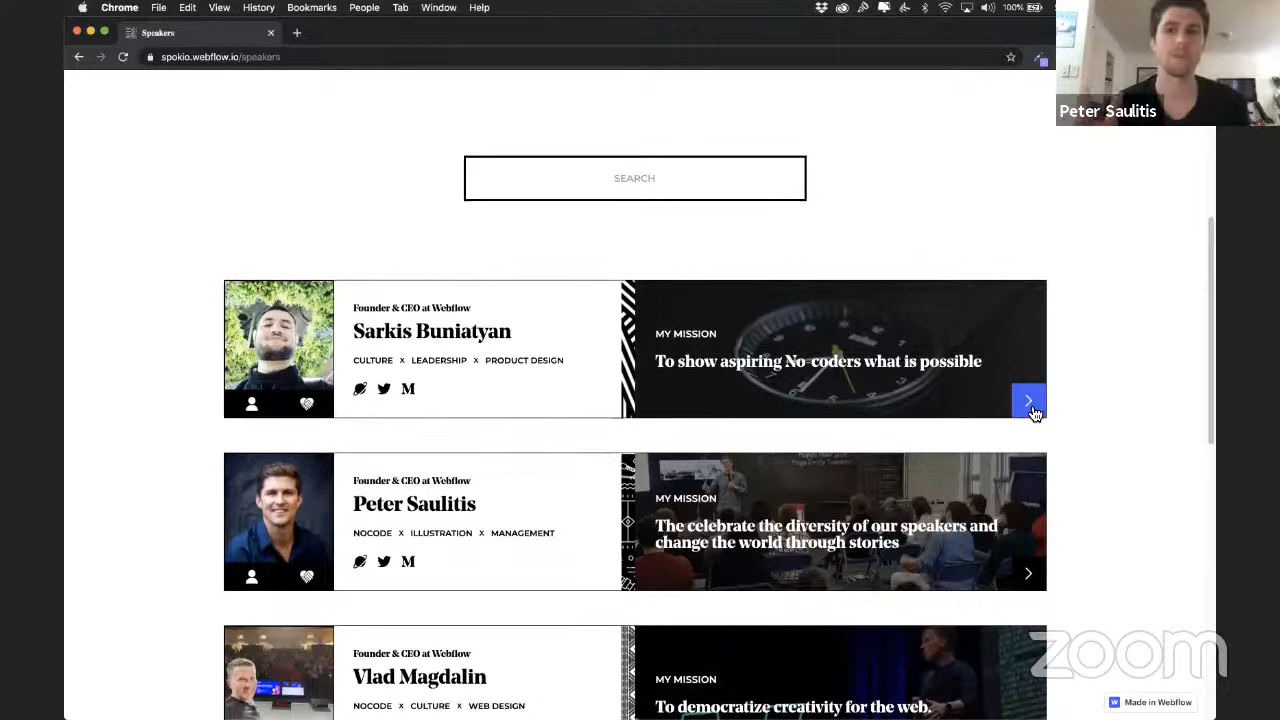 Chrome File Edit View History Bookmarks People Tab Window Help 100%
Speakers
spokio.webflow.io/speakers
Peter Saulitis
SEARCH
Founder & CEO at Webflow
Sarkis Buniatyan
CULTURE x LEADERSHIP x PRODUCT DESIGN
M
MY MISSION
To show aspiring No-coders what is possible
Founder & CEO at Webflow
Peter Saulitis
NOCODE x ILLUSTRATION x MANAGEMENT
M
MY MISSION
The celebrate the diversity of our speakers and
change the world through stories
Founder & CEO at Webflow
Vlad Magdalin
NOCODE x CULTURE x WEB DESIGN
MY MISSION
To democratize creativity for the web.
zoom
Made in Webflow